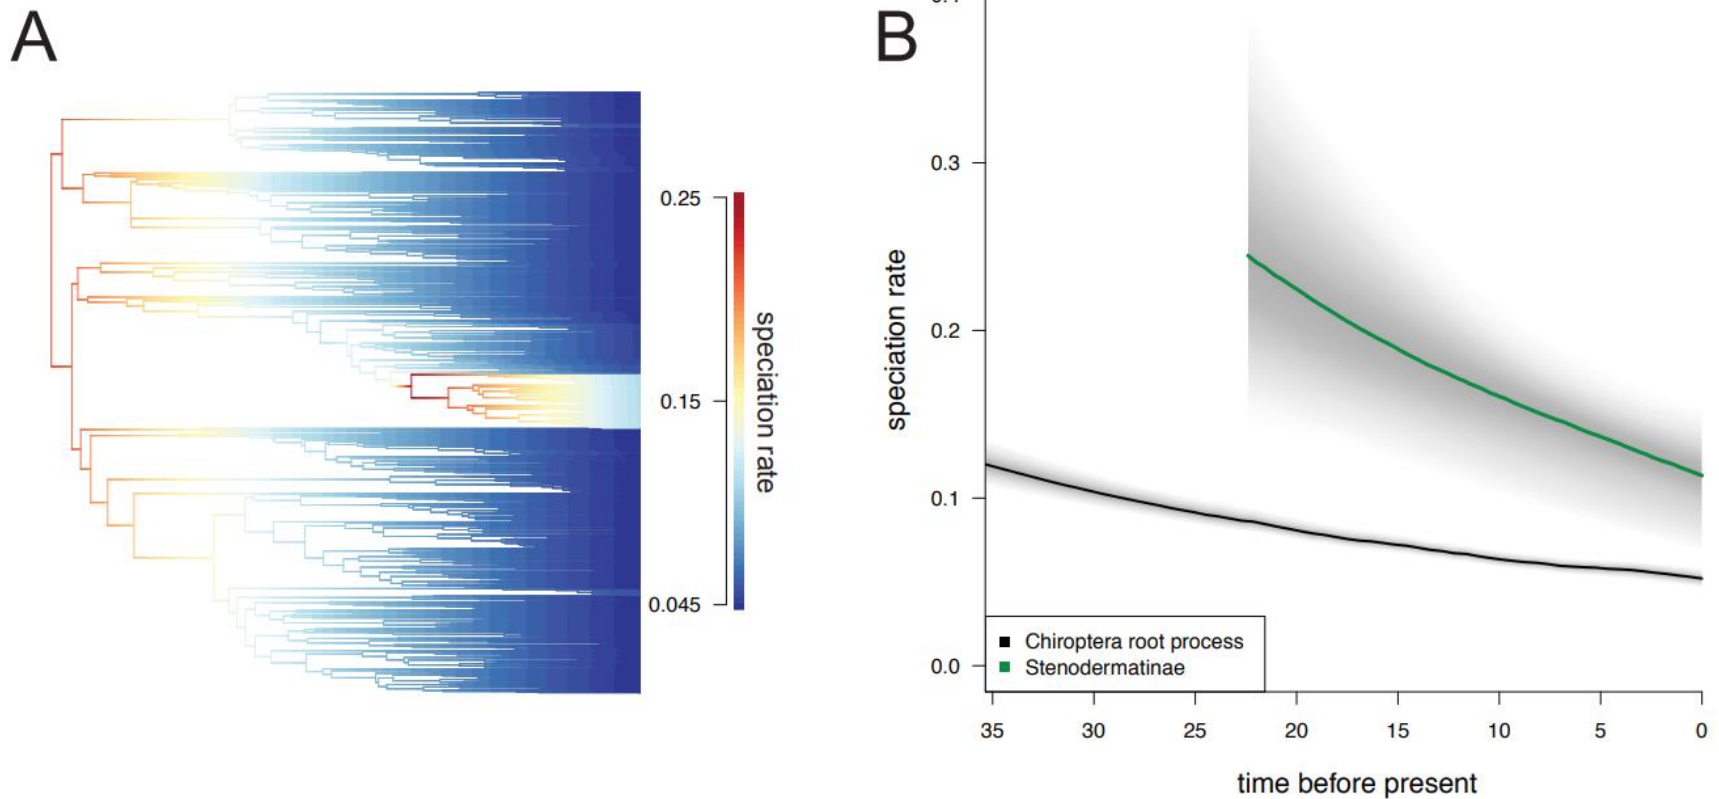 A
0.25
0.15
0.045
speciation rate
B
0.3
0.2
0.1
0.0
speciation rate
Chiroptera root process
Stenodermatinae
35 30 25 20 15 10 5 0
time before present